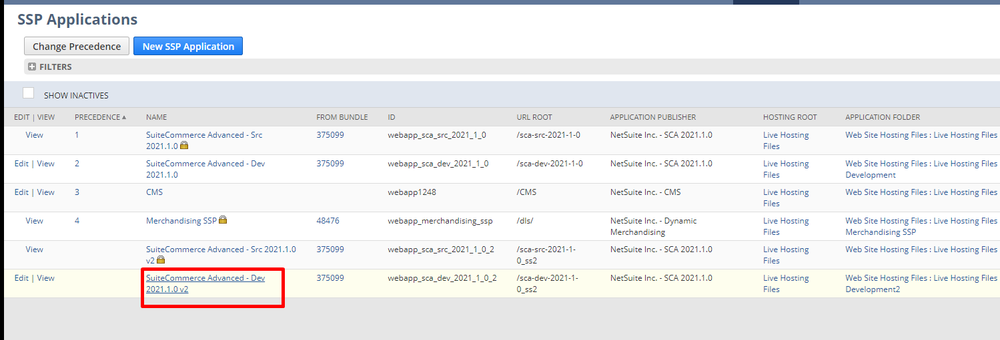 SSP Applications
Change Precedence New SSP Application
FILTERS
SHOW INACTIVES
EDIT | VIEW PRECEDENCE NAME FROM BUNDLE ID URL ROOT APPLICATION PUBLISHER HOSTING ROOT APPLICATION FOLDER
View 1 SuiteCommerce Advanced - Src 375099 webapp_sca_src_2021_1_0 /sca-src-2021-1-0 NetSuite Inc. - SCA 2021.1.0 Live Hosting Web Site Hosting Files : Live Hosting Files
2021.1.0 Files
Edit | View 2 SuiteCommerce Advanced - Dev 375099 webapp_sca_dev_2021_1_0 /sca-dev-2021-1-0 NetSuite Inc. - SCA 2021.1.0 Live Hosting Web Site Hosting Files : Live Hosting Files
2021.1.0 Files Development
Edit | View 3 CMS webapp1248 /CMS NetSuite Inc. - CMS Live Hosting Web Site Hosting Files : Live Hosting Files
Files
View 4 Merchandising SSP 48476 webapp_merchandising_ssp /dls/ NetSuite Inc. - Dynamic Live Hosting Web Site Hosting Files : Live Hosting Files
Merchandising Files Merchandising SSP
View SuiteCommerce Advanced - Src 2021.1.0 375099 webapp_sca_src_2021_1_0_2 /sca-src-2021-1- NetSuite Inc. - SCA 2021.1.0 Live Hosting Web Site Hosting Files : Live Hosting Files
v2 0_ss2 Files
Edit | View SuiteCommerce Advanced - Dev 375099 webapp_sca_dev_2021_1_0_2 /sca-dev-2021-1- NetSuite Inc. - SCA 2021.1.0 Live Hosting Web Site Hosting Files : Live Hosting Files
2021.1.0 v2 0_ss2 Files Development2